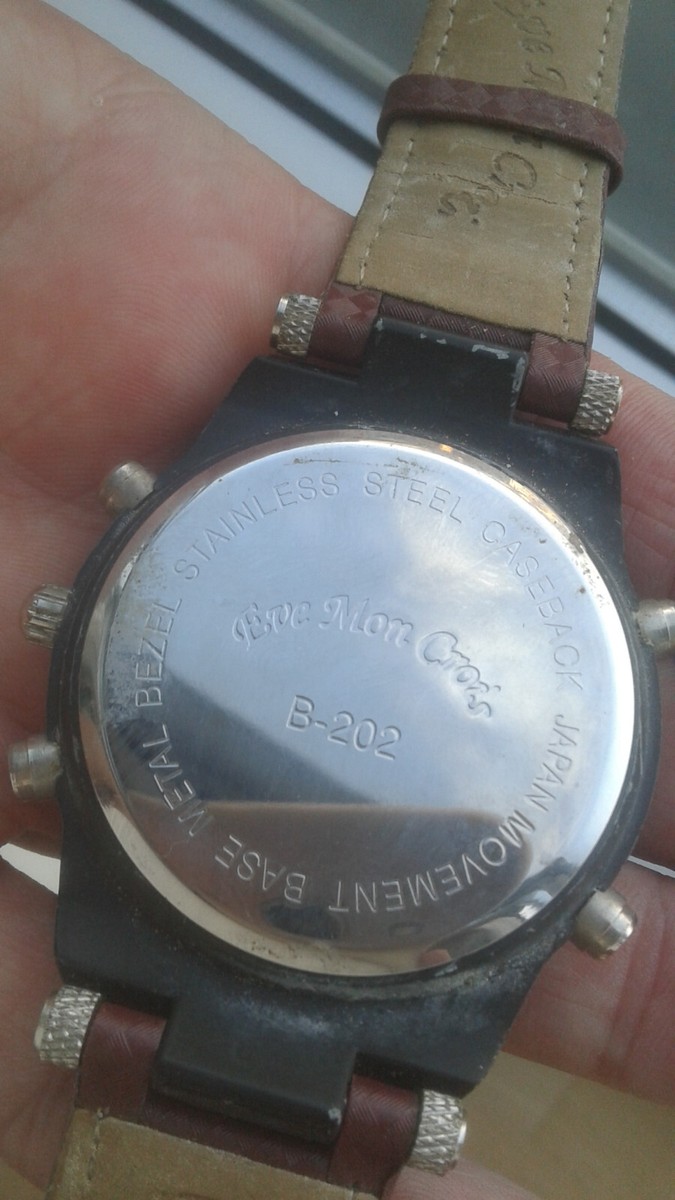 STAINLESS STEEL CASEBACK JAPAN MOVEMENT BASE METAL BEZEL
Eve Mon Crois
B-202